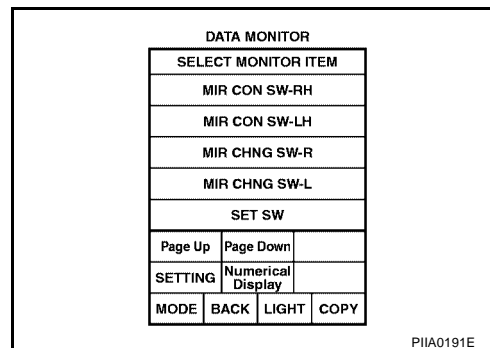 DATA MONITOR
SELECT MONITOR ITEM
MIR CON SW-RH
MIR CON SW-LH
MIR CHNG SW-R
MIR CHNG SW-L
SET SW
Page Up Page Down
SETTING Numerical Display
MODE BACK LIGHT COPY
PIIA0191E